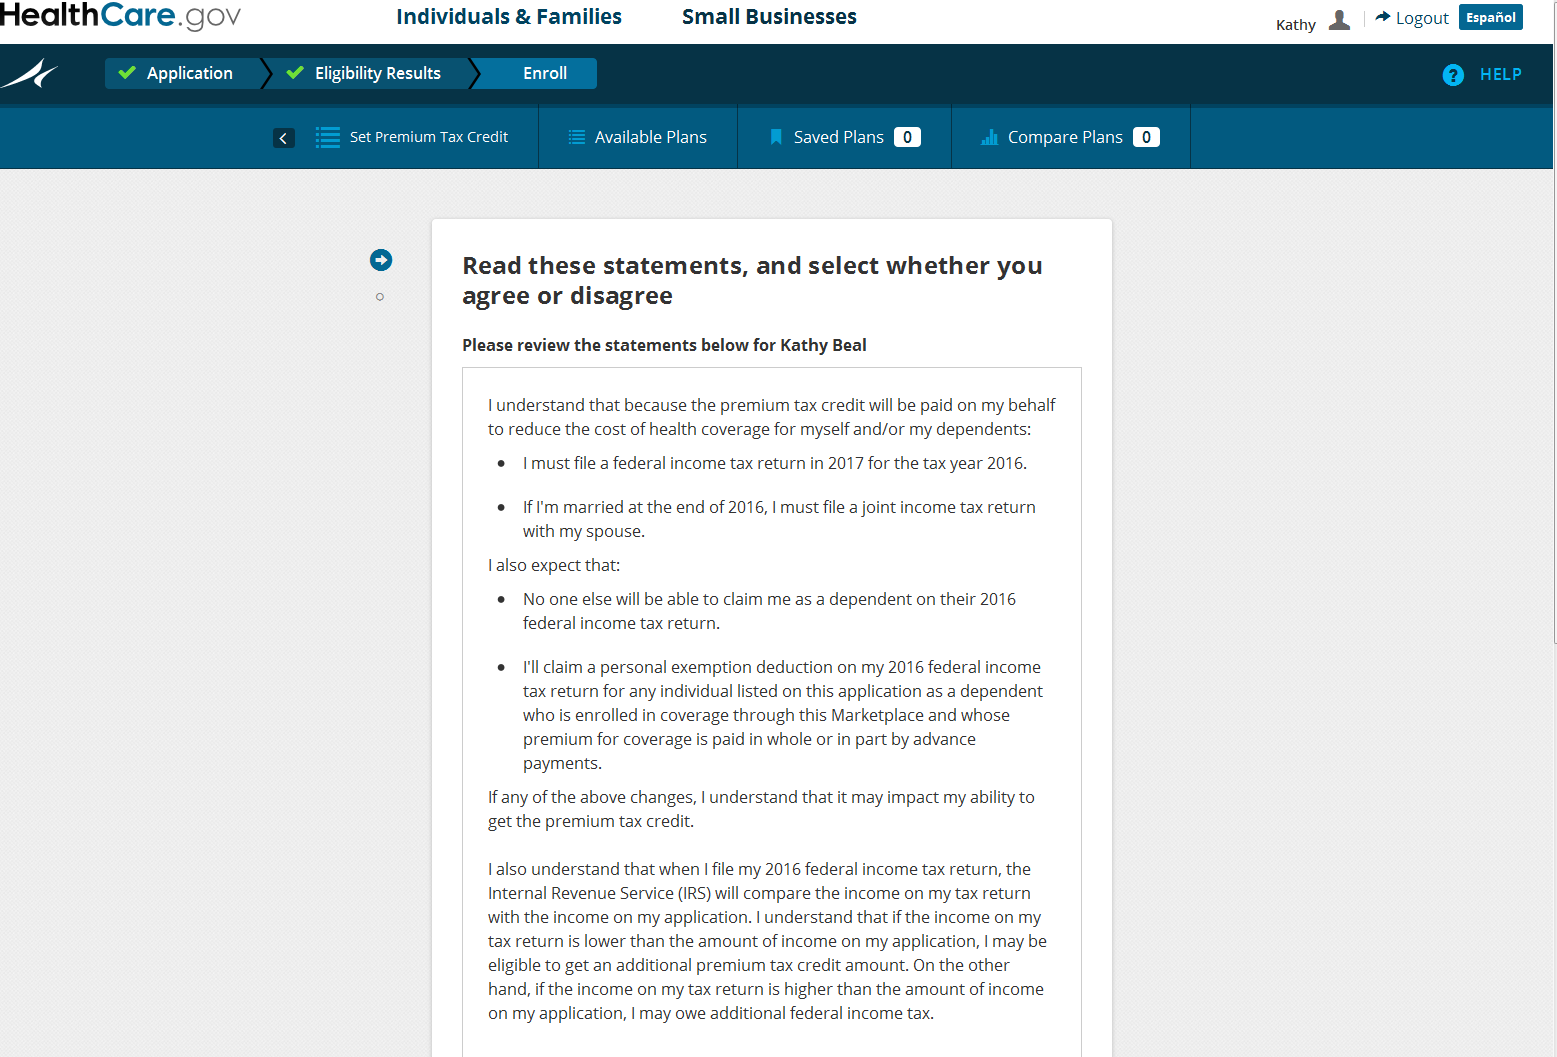 HealthCare.gov
Individuals & Families
Small Businesses
Kathy
Logout
Español
Application
Eligibility Results
Enroll
? HELP
Set Premium Tax Credit
Available Plans
Saved Plans 0
Compare Plans 0
Read these statements, and select whether you
agree or disagree
Please review the statements below for Kathy Beal
I understand that because the premium tax credit will be paid on my behalf
to reduce the cost of health coverage for myself and/or my dependents:
• I must file a federal income tax return in 2017 for the tax year 2016.
• If I'm married at the end of 2016, I must file a joint income tax return
with my spouse.
I also expect that:
• No one else will be able to claim me as a dependent on their 2016
federal income tax return.
• I'll claim a personal exemption deduction on my 2016 federal income
tax return for any individual listed on this application as a dependent
who is enrolled in coverage through this Marketplace and whose
premium for coverage is paid in whole or in part by advance
payments.
If any of the above changes, I understand that it may impact my ability to
get the premium tax credit.
I also understand that when I file my 2016 federal income tax return, the
Internal Revenue Service (IRS) will compare the income on my tax return
with the income on my application. I understand that if the income on my
tax return is lower than the amount of income on my application, I may be
eligible to get an additional premium tax credit amount. On the other
hand, if the income on my tax return is higher than the amount of income
on my application, I may owe additional federal income tax.